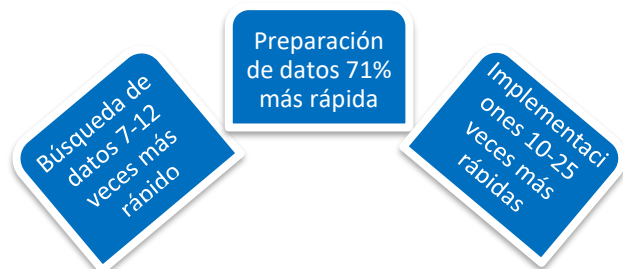 Búsqueda de
datos 7-12
veces más
rápido
Preparación
de datos 71%
más rápida
Implementaci
ones 10-25
veces más
rápidas